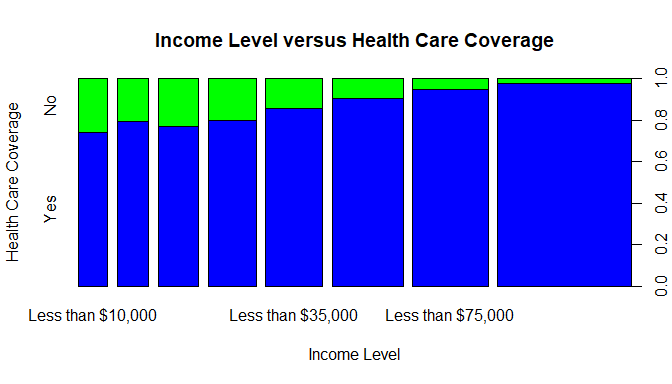 Income Level versus Health Care Coverage
Health Care Coverage
No
Yes
1.0
0.8
0.6
0.4
0.2
0.0
Less than $10,000
Less than $35,000
Less than $75,000
Income Level